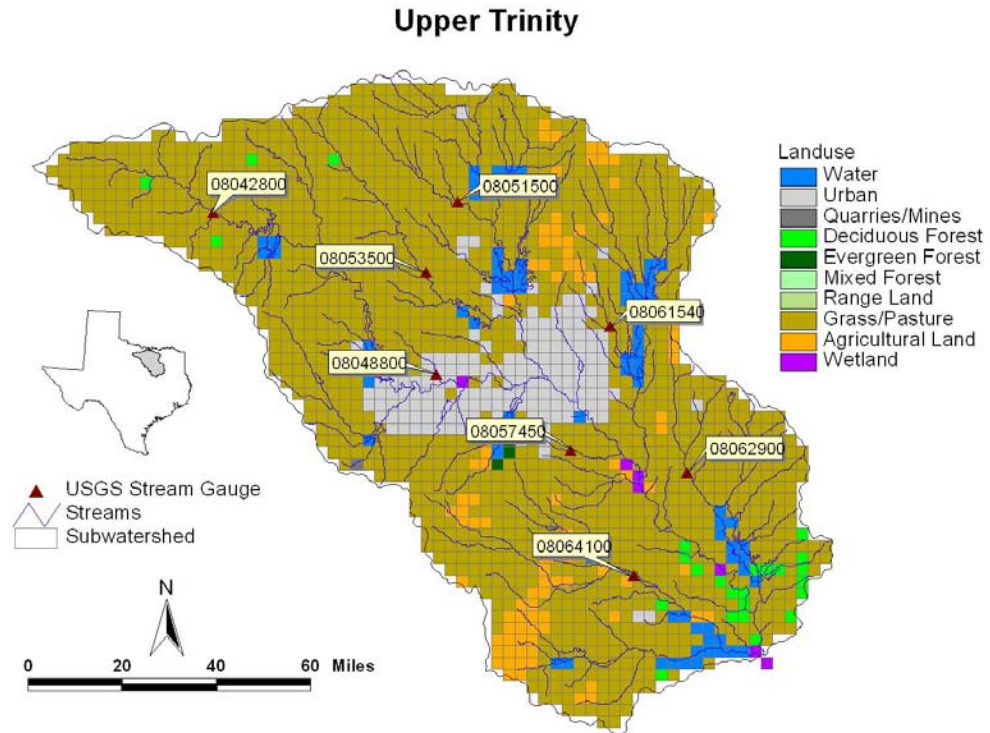 Upper Trinity
08042800
08051500
08053500
08061540
08048800
08057450
08062900
08064100
Landuse
Water
Urban
Quarries/Mines
Deciduous Forest
Evergreen Forest
Mixed Forest
Range Land
Grass/Pasture
Agricultural Land
Wetland
USGS Stream Gauge
Streams
Subwatershed
N
0 20 40 60 Miles